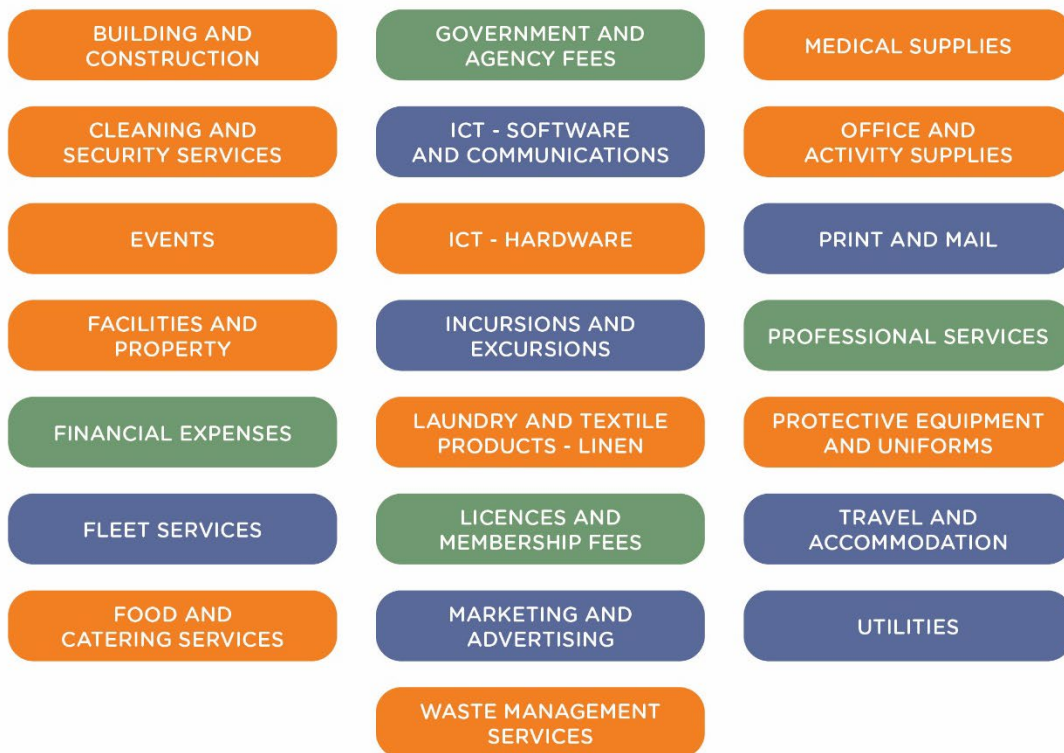 BUILDING AND
CONSTRUCTION
GOVERNMENT AND
AGENCY FEES
MEDICAL SUPPLIES
CLEANING AND
SECURITY SERVICES
ICT - SOFTWARE
AND COMMUNICATIONS
OFFICE AND
ACTIVITY SUPPLIES
EVENTS
ICT - HARDWARE
PRINT AND MAIL
FACILITIES AND
PROPERTY
INCURSIONS AND
EXCURSIONS
PROFESSIONAL SERVICES
FINANCIAL EXPENSES
LAUNDRY AND TEXTILE
PRODUCTS - LINEN
PROTECTIVE EQUIPMENT
AND UNIFORMS
FLEET SERVICES
LICENCES AND
MEMBERSHIP FEES
TRAVEL AND
ACCOMMODATION
FOOD AND
CATERING SERVICES
MARKETING AND
ADVERTISING
UTILITIES
WASTE MANAGEMENT
SERVICES